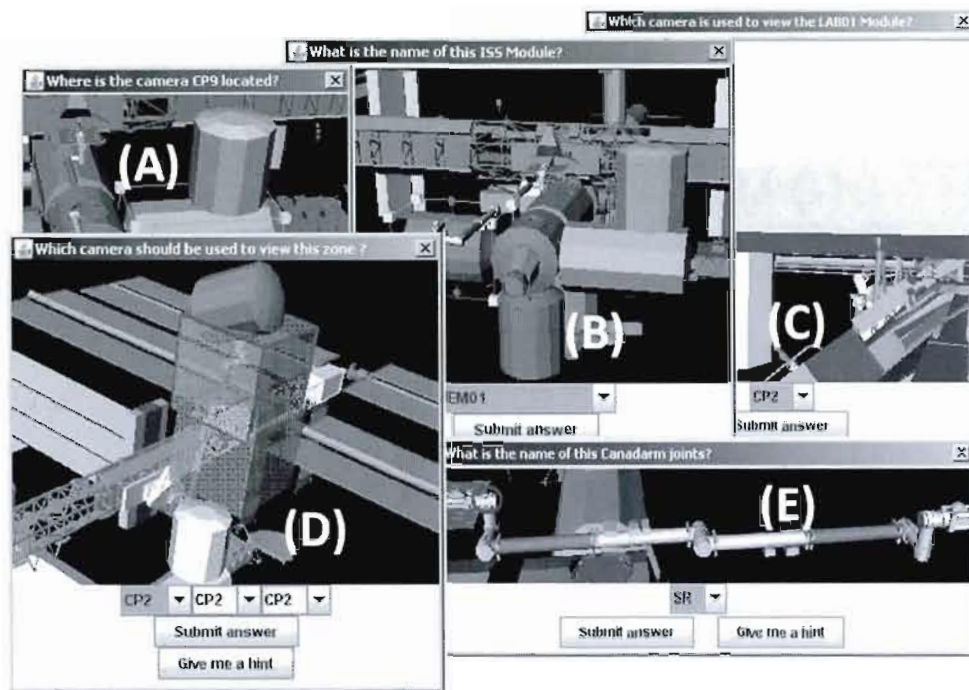 Which camera is used to view the LAB01 Module?
What is the name of this ISS Module?
Where is the camera CP9 located?
(A)
(B)
(C)
Which camera should be used to view this zone ?
(D)
EM01
Submit answer
CP2
Submit answer
What is the name of this Canadarm joints?
(E)
SR
Submit answer
Give me a hint
CP2
CP2
CP2
Submit answer
Give me a hint